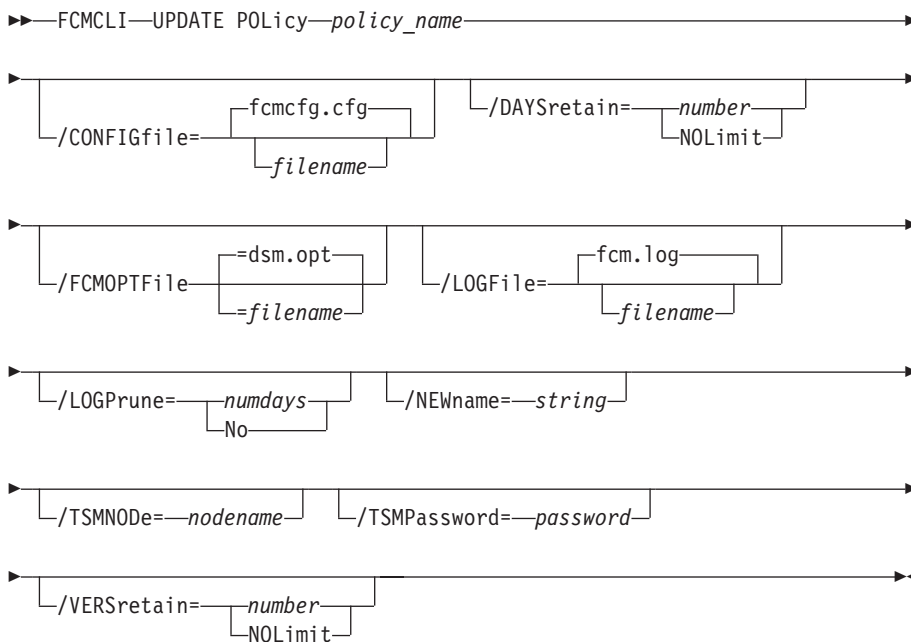 FCMCLI UPDATE POLicy policy_name
/CONFIGfile= fcmcfg.cfg filename /DAYSretain= number NOLimit
/FCMOPTFile =dsm.opt =filename /LOGFile= fcm.log filename
/LOGPrune= numdays No /NEWname= string
/TSMNODe= nodename /TSMPassword= password
/VERSretain= number NOLimit